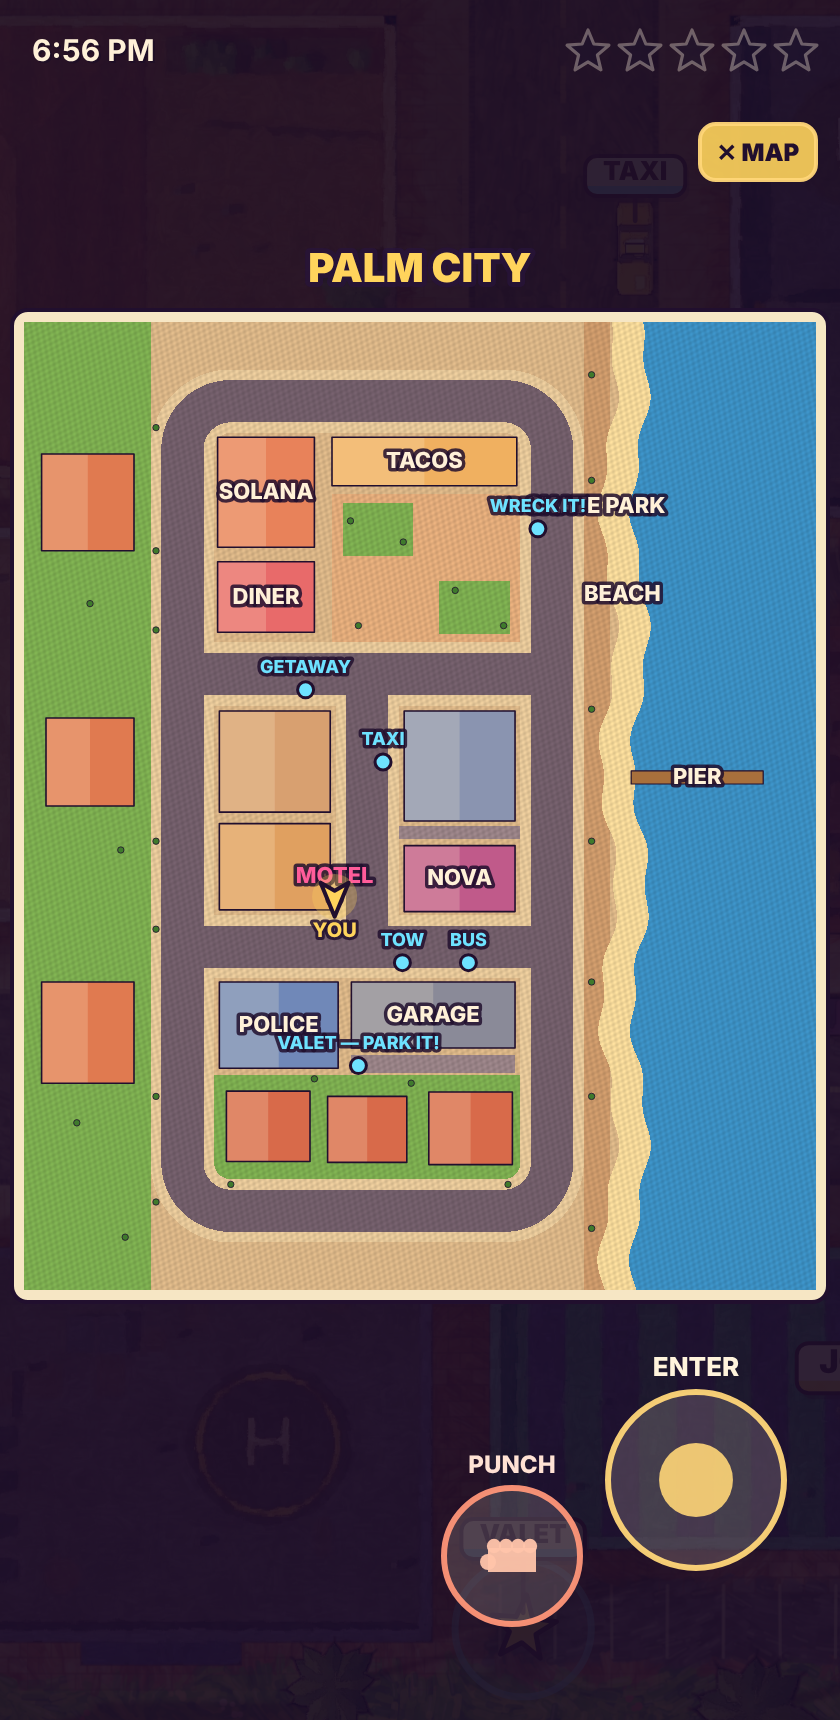 6:56 PM
× MAP
TAXI
PALM CITY
SOLANA
TACOS
WRECK IT!
E PARK
DINER
BEACH
GETAWAY
TAXI
PIER
MOTEL
NOVA
YOU
TOW
BUS
POLICE
GARAGE
VALET — PARK IT!
ENTER
J
H
PUNCH
VALET